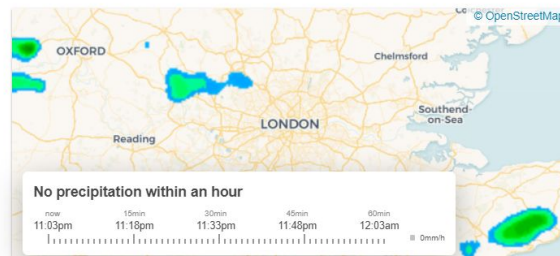 © OpenStreetMap
OXFORD
Chelmsford
LONDON
Southend-
on-Sea
Reading
No precipitation within an hour
now 15min 30min 45min 60min
11:03pm 11:18pm 11:33pm 11:48pm 12:03am
0mm/h